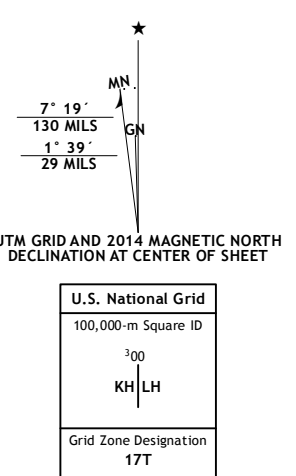 ★
MN
7° 19´
130 MILS
GN
1° 39´
29 MILS
UTM GRID AND 2014 MAGNETIC NORTH
DECLINATION AT CENTER OF SHEET
U.S. National Grid
100,000-m Square ID
³00
KH LH
Grid Zone Designation
17T